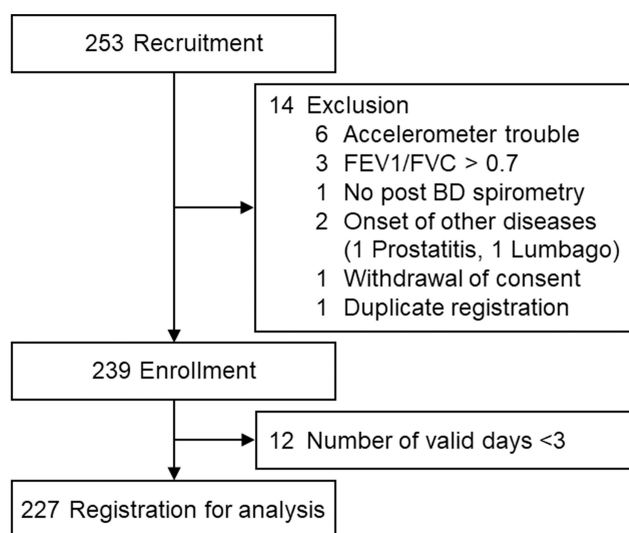 253 Recruitment
14 Exclusion
6 Accelerometer trouble
3 FEV1/FVC > 0.7
1 No post BD spirometry
2 Onset of other diseases
(1 Prostatitis, 1 Lumbago)
1 Withdrawal of consent
1 Duplicate registration
239 Enrollment
12 Number of valid days <3
227 Registration for analysis